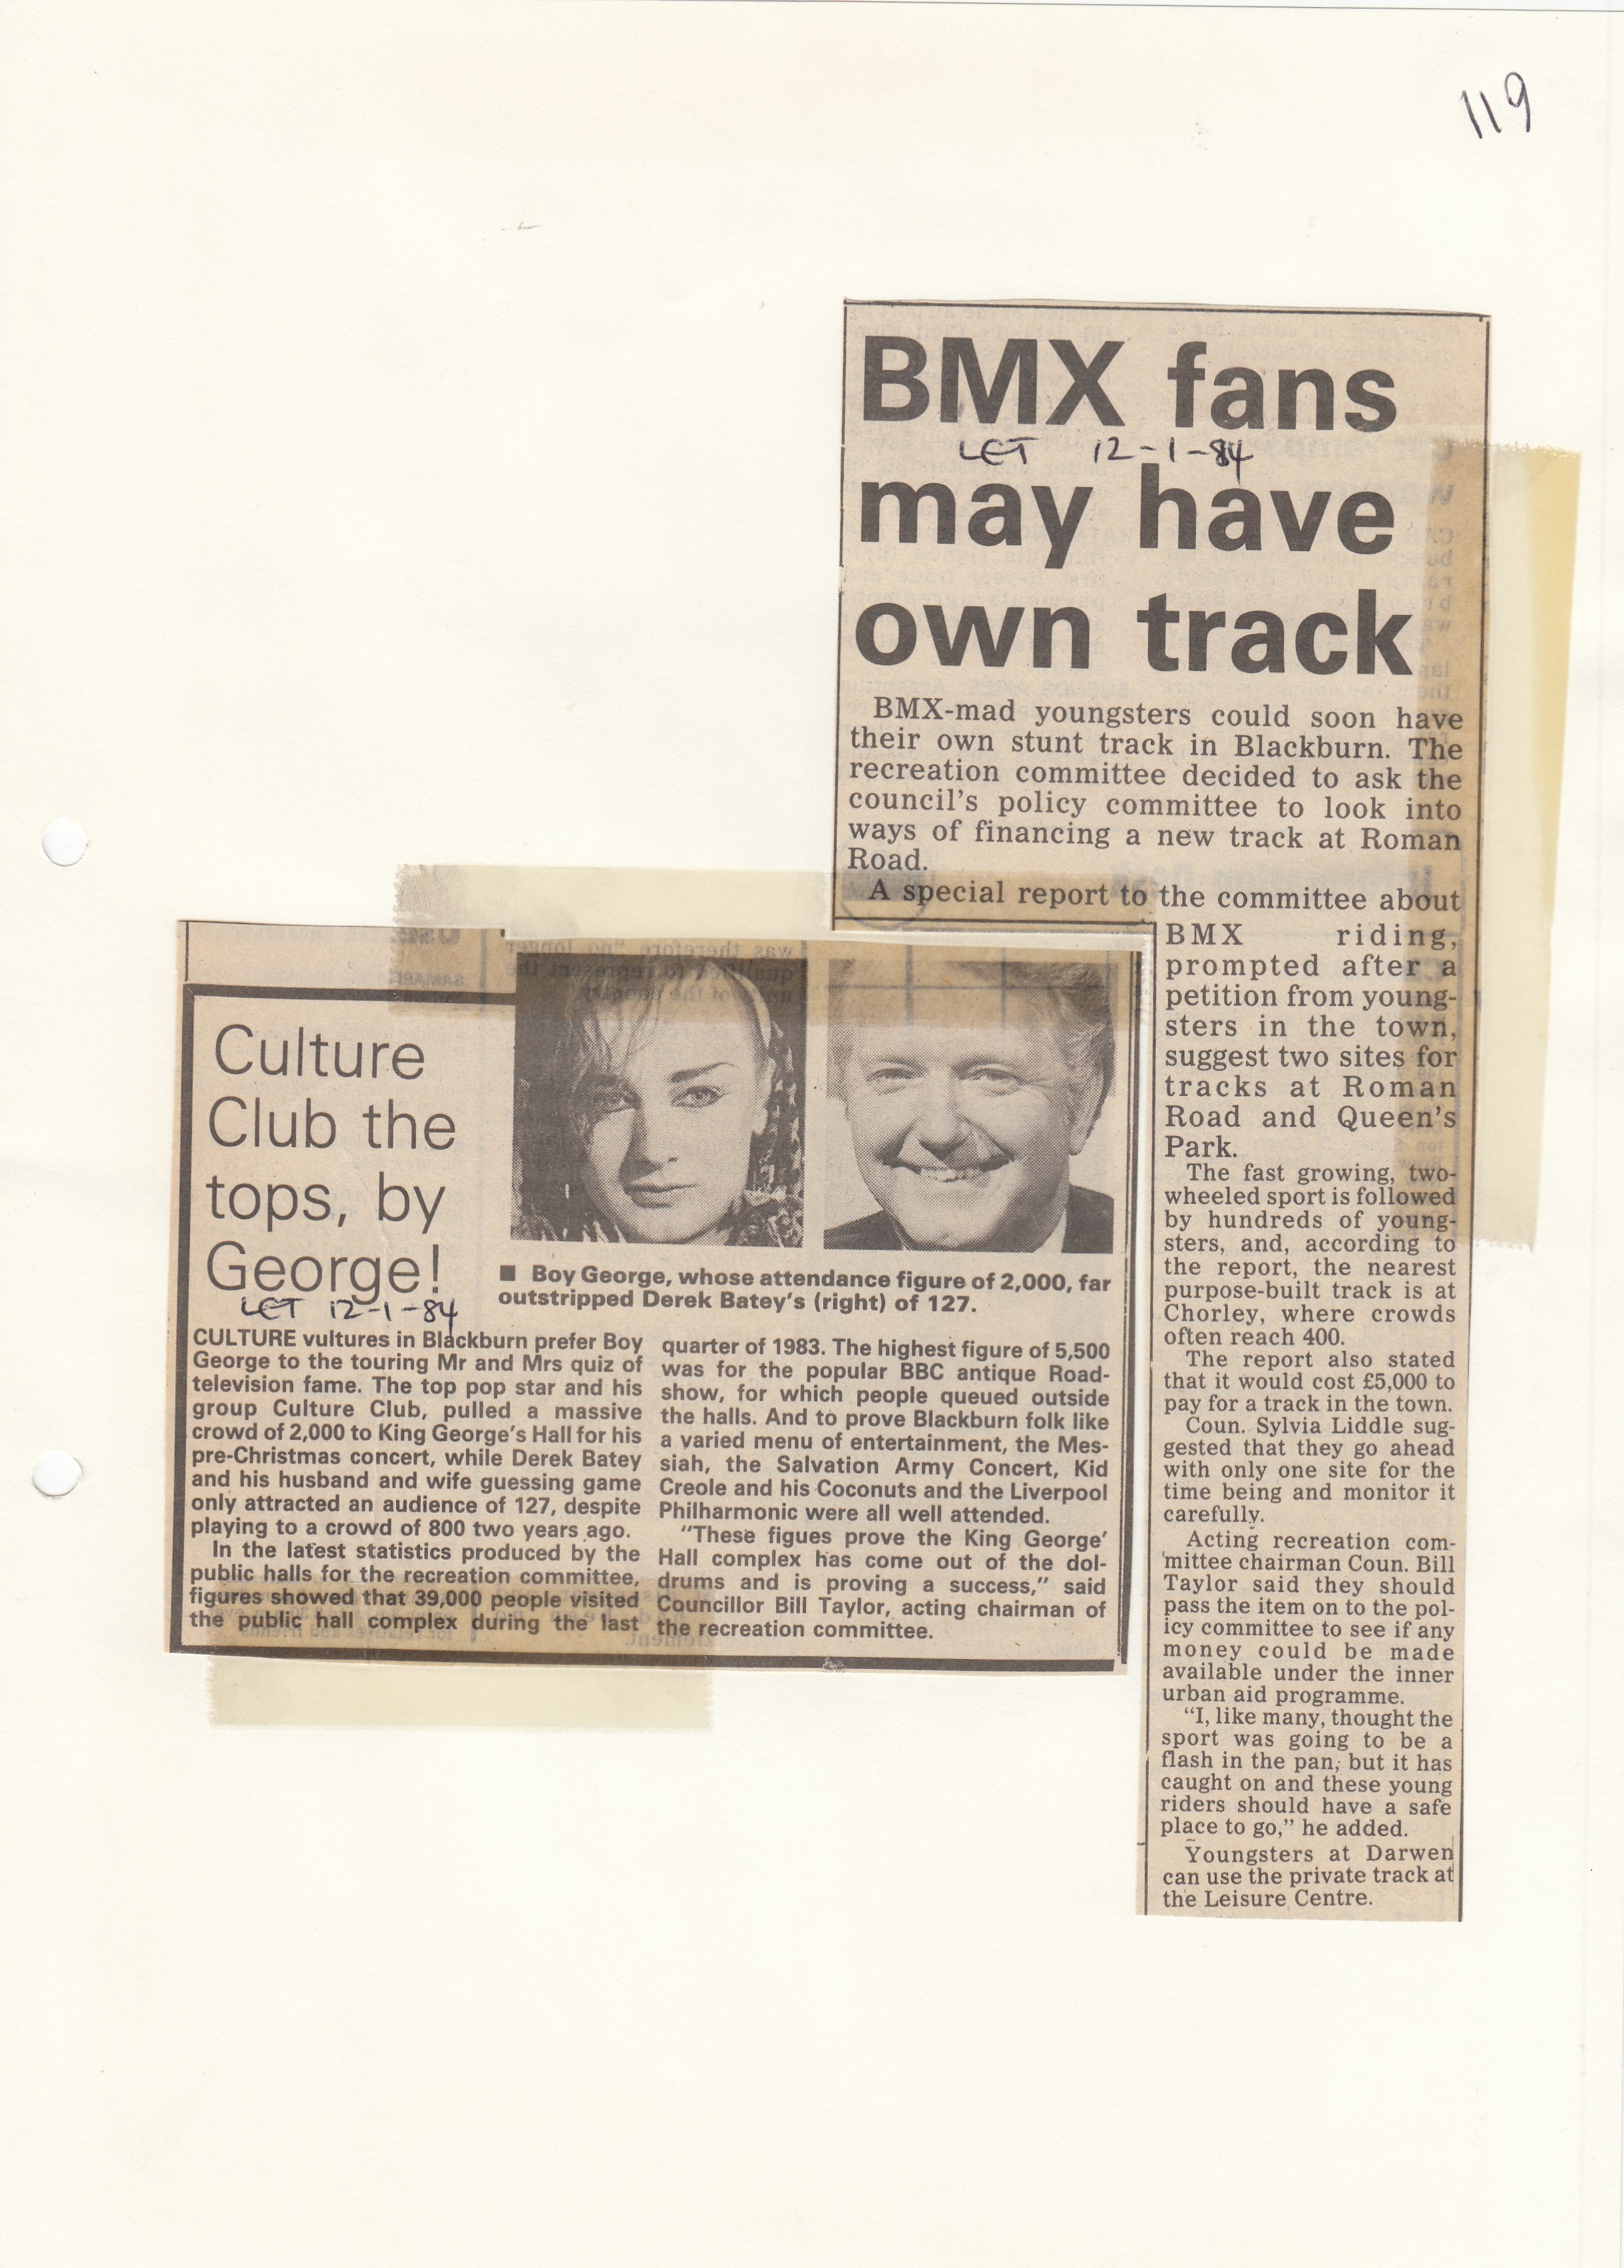 119
BMX fans
LET 12-1-84
may have
own track
BMX-mad youngsters could soon have
their own stunt track in Blackburn. The
recreation committee decided to ask the
council's policy committee to look into
ways of financing a new track at Roman
Road.
A special report to the committee about
BMX riding,
prompted after a
petition from young-
sters in the town,
suggest two sites for
tracks at Roman
Road and Queen's
Park.
The fast growing, two-
wheeled sport is followed
by hundreds of young-
sters, and, according to
the report, the nearest
purpose-built track is at
Chorley, where crowds
often reach 400.
The report also stated
that it would cost £5,000 to
pay for a track in the town.
Coun. Sylvia Liddle sug-
gested that they go ahead
with only one site for the
time being and monitor it
carefully.
Acting recreation com-
mittee chairman Coun. Bill
Taylor said they should
pass the item on to the pol-
icy committee to see if any
money could be made
available under the inner
urban aid programme.
"I, like many, thought the
sport was going to be a
flash in the pan, but it has
caught on and these young
riders should have a safe
place to go," he added.
Youngsters at Darwen
can use the private track at
the Leisure Centre.
Culture
Club the
tops, by
George!
LET 12-1-84
■ Boy George, whose attendance figure of 2,000, far
outstripped Derek Batey's (right) of 127.
CULTURE vultures in Blackburn prefer Boy
George to the touring Mr and Mrs quiz of
television fame. The top pop star and his
group Culture Club, pulled a massive
crowd of 2,000 to King George's Hall for his
pre-Christmas concert, while Derek Batey
and his husband and wife guessing game
only attracted an audience of 127, despite
playing to a crowd of 800 two years ago.
In the latest statistics produced by the
public halls for the recreation committee,
figures showed that 39,000 people visited
the public hall complex during the last
quarter of 1983. The highest figure of 5,500
was for the popular BBC antique Road-
show, for which people queued outside
the halls. And to prove Blackburn folk like
a varied menu of entertainment, the Mes-
siah, the Salvation Army Concert, Kid
Creole and his Coconuts and the Liverpool
Philharmonic were all well attended.
"These figues prove the King George'
Hall complex has come out of the dol-
drums and is proving a success," said
Councillor Bill Taylor, acting chairman of
the recreation committee.